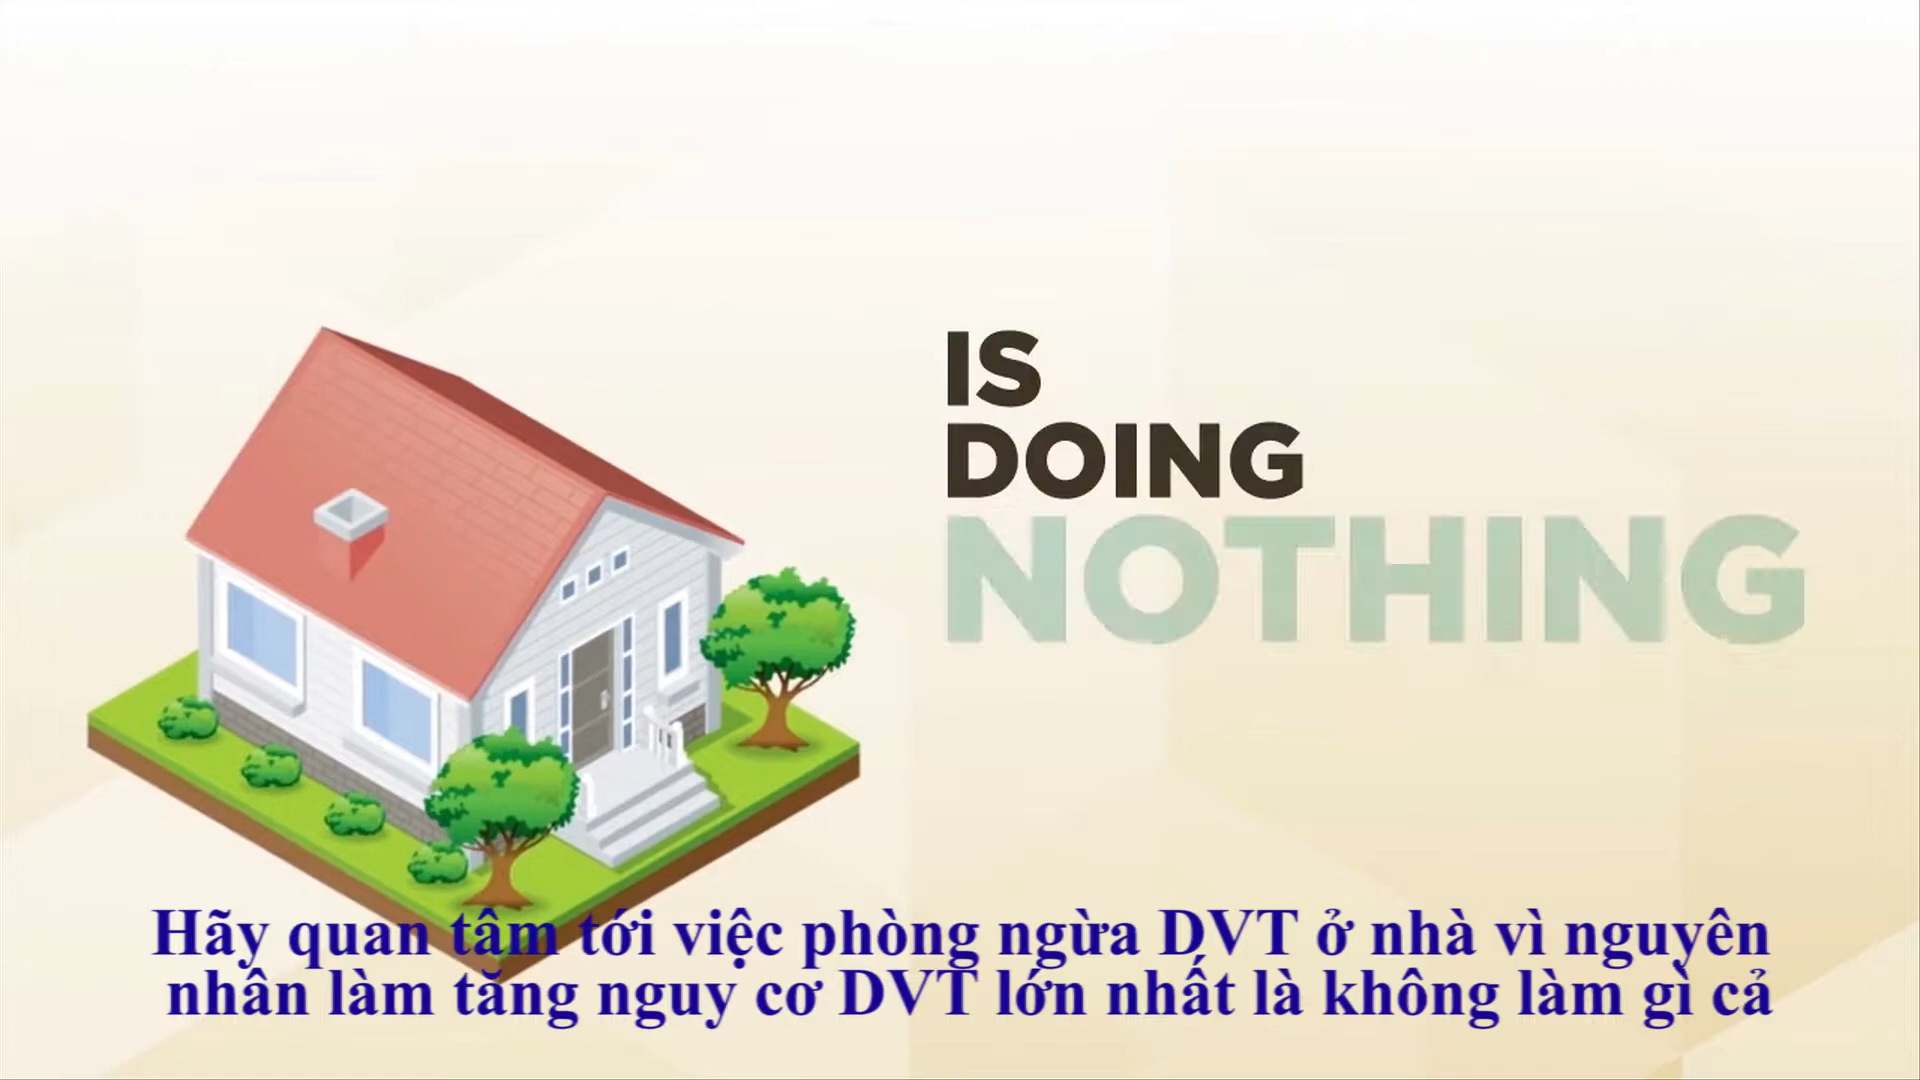 IS
DOING
NOTHING
Hãy quan tâm tới việc phòng ngừa DVT ở nhà vì nguyên
nhân làm tăng nguy cơ DVT lớn nhất là không làm gì cả